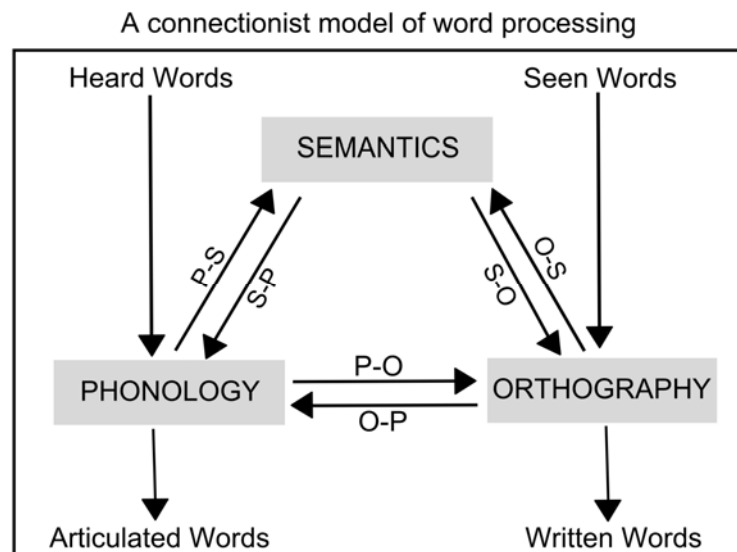 A connectionist model of word processing
Heard Words
Seen Words
SEMANTICS
P-S
S-P
S-O
O-S
PHONOLOGY
P-O
O-P
ORTHOGRAPHY
Articulated Words
Written Words